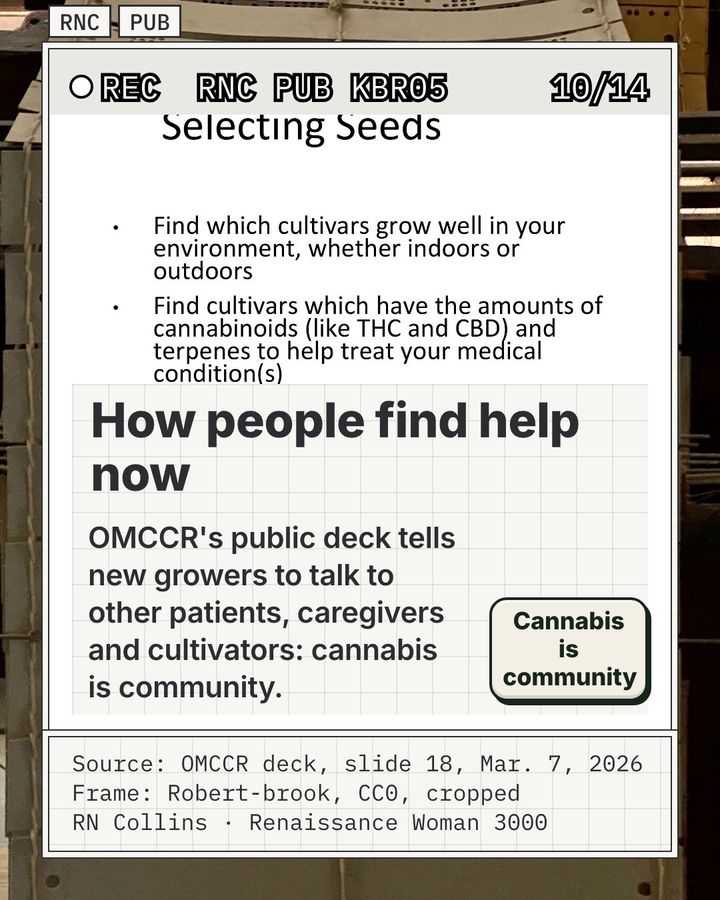 RNC PUB
REC RNC PUB KBR05 10/14
Selecting Seeds
• Find which cultivars grow well in your
environment, whether indoors or
outdoors
• Find cultivars which have the amounts of
cannabinoids (like THC and CBD) and
terpenes to help treat your medical
condition(s)
How people find help
now
OMCCR's public deck tells
new growers to talk to
other patients, caregivers
and cultivators: cannabis
is community.
Cannabis
is
community
Source: OMCCR deck, slide 18, Mar. 7, 2026
Frame: Robert-brook, CC0, cropped
RN Collins · Renaissance Woman 3000